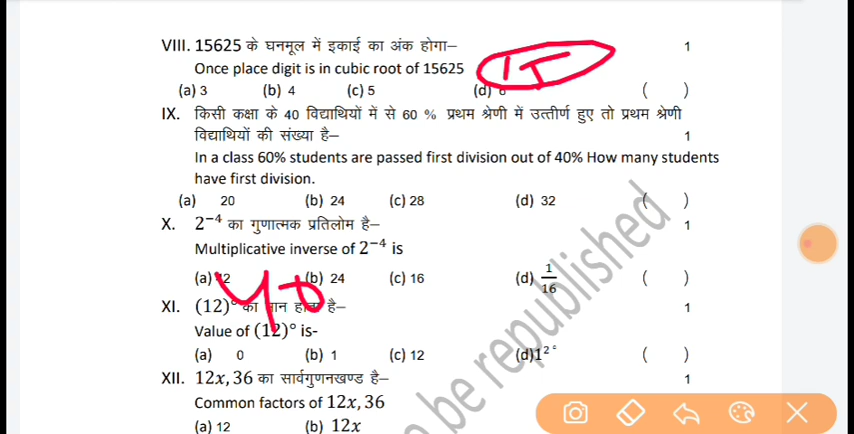 VIII. 15625 के घनमूल में इकाई का अंक होगा– 1
Once place digit is in cubic root of 15625 15
(a) 3 (b) 4 (c) 5 (d) 6 ( )
IX. किसी कक्षा के 40 विद्यार्थियों में से 60 % प्रथम श्रेणी में उत्तीर्ण हुए तो प्रथम श्रेणी
विद्यार्थियों की संख्या है– 1
In a class 60% students are passed first division out of 40% How many students
have first division.
(a) 20 (b) 24 (c) 28 (d) 32 ( )
X. 2⁻⁴ का गुणात्मक प्रतिलोम है– 1
Multiplicative inverse of 2⁻⁴ is
(a) 12 (b) 24 (c) 16 (d) 1/16 ( )
40
XI. (12)° का मान होता है– 1
Value of (12)° is-
(a) 0 (b) 1 (c) 12 (d)1²° ( )
XII. 12x, 36 का सार्वगुणनखण्ड है– 1
Common factors of 12x, 36
(a) 12 (b) 12x
be republished